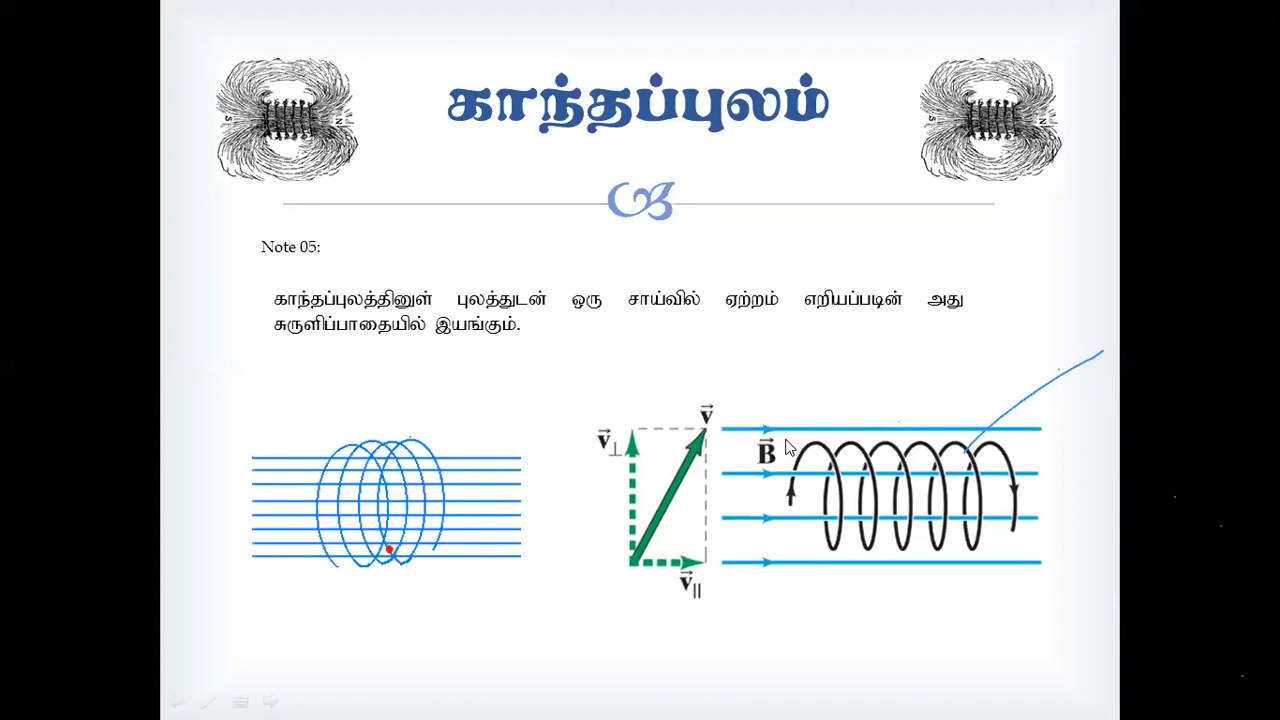 காந்தப்புலம்
S N
S N
Note 05:
காந்தப்புலத்தினுள் புலத்துடன் ஒரு சாய்வில் ஏற்றம் எறியப்படின் அது
சுருளிப்பாதையில் இயங்கும்.
v⃗
v⃗⊥
B⃗
v⃗||